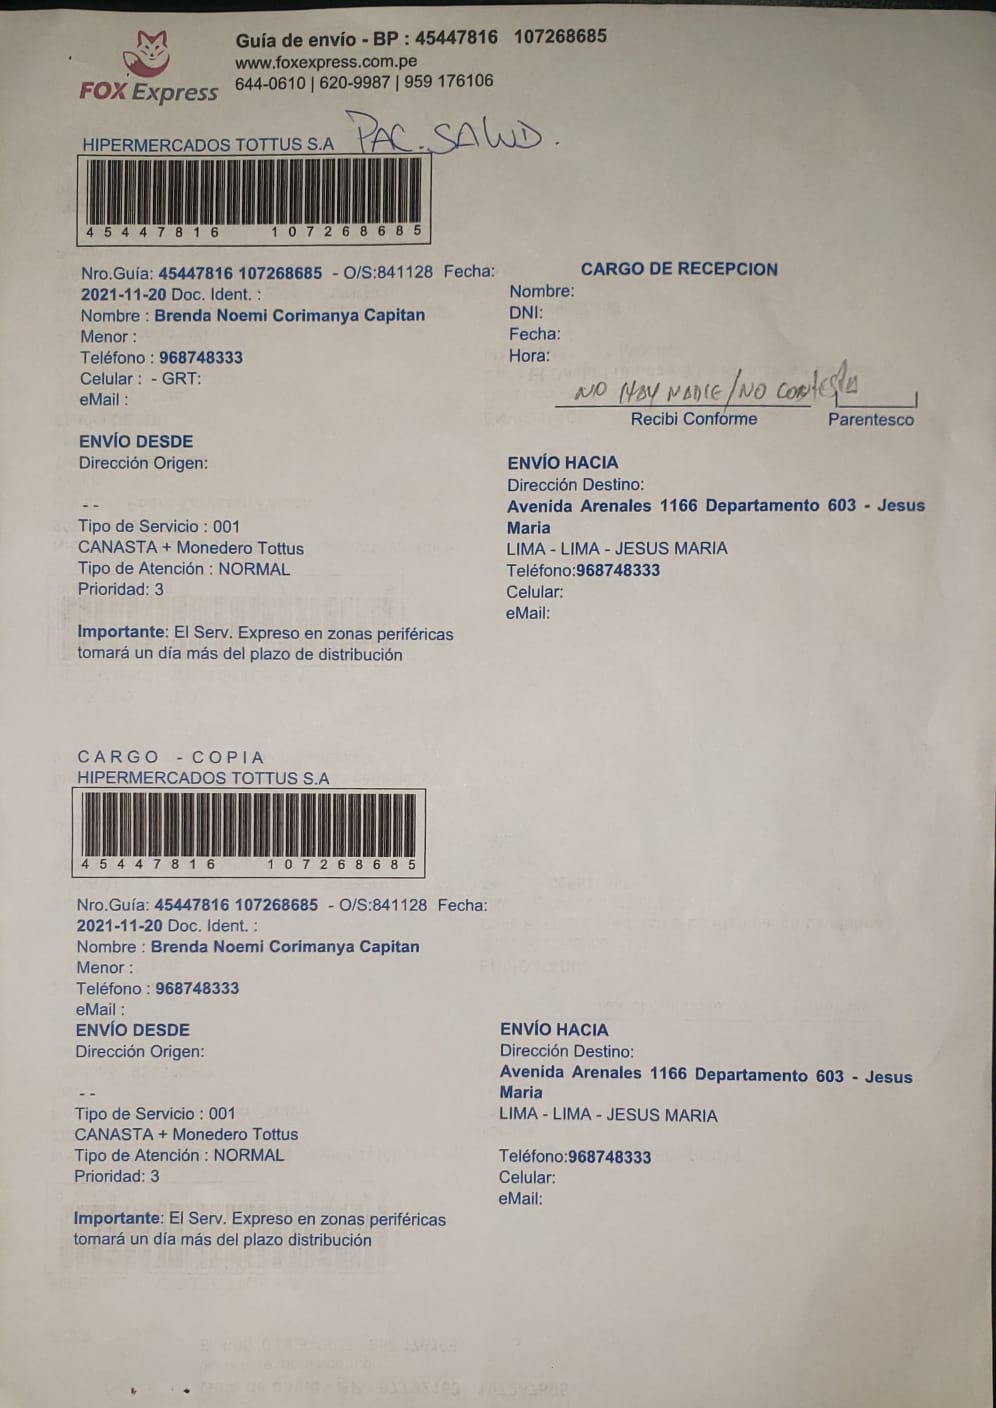 FOX Express
Guía de envío - BP : 45447816 107268685
www.foxexpress.com.pe
644-0610 | 620-9987 | 959 176106
HIPERMERCADOS TOTTUS S.A
PAC. SALUD.
45447816 107268685
Nro.Guía: 45447816 107268685 - O/S:841128 Fecha:
2021-11-20 Doc. Ident. :
Nombre : Brenda Noemi Corimanya Capitan
Menor :
Teléfono : 968748333
Celular : - GRT:
eMail :
CARGO DE RECEPCION
Nombre:
DNI:
Fecha:
Hora:
NO HAY NADIE/NO CONTESTA
Recibi Conforme Parentesco
ENVÍO DESDE
Dirección Origen:
- -
Tipo de Servicio : 001
CANASTA + Monedero Tottus
Tipo de Atención : NORMAL
Prioridad: 3
Importante: El Serv. Expreso en zonas periféricas
tomará un día más del plazo de distribución
ENVÍO HACIA
Dirección Destino:
Avenida Arenales 1166 Departamento 603 - Jesus
Maria
LIMA - LIMA - JESUS MARIA
Teléfono:968748333
Celular:
eMail:
CARGO - COPIA
HIPERMERCADOS TOTTUS S.A
45447816 107268685
Nro.Guía: 45447816 107268685 - O/S:841128 Fecha:
2021-11-20 Doc. Ident. :
Nombre : Brenda Noemi Corimanya Capitan
Menor :
Teléfono : 968748333
eMail :
ENVÍO DESDE
Dirección Origen:
- -
Tipo de Servicio : 001
CANASTA + Monedero Tottus
Tipo de Atención : NORMAL
Prioridad: 3
Importante: El Serv. Expreso en zonas periféricas
tomará un día más del plazo distribución
ENVÍO HACIA
Dirección Destino:
Avenida Arenales 1166 Departamento 603 - Jesus
Maria
LIMA - LIMA - JESUS MARIA
Teléfono:968748333
Celular:
eMail: